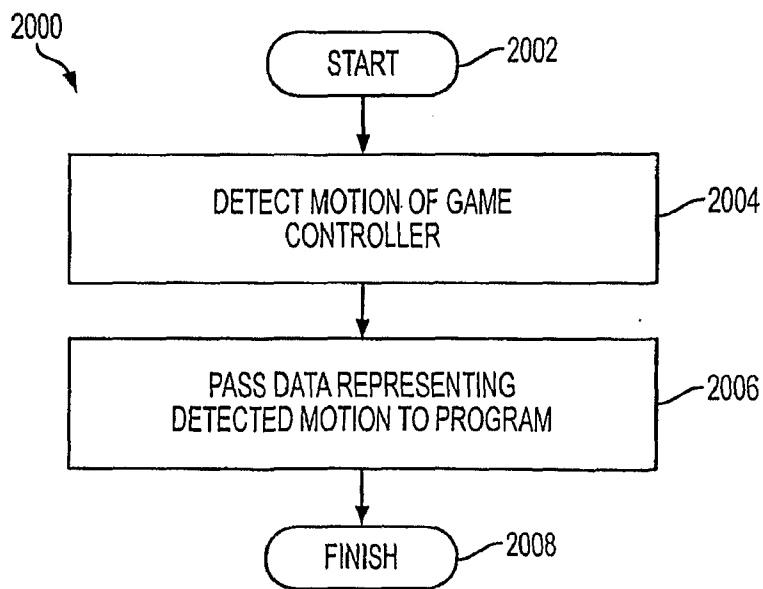 2000
START
2002
DETECT MOTION OF GAME
CONTROLLER
2004
PASS DATA REPRESENTING
DETECTED MOTION TO PROGRAM
2006
FINISH
2008